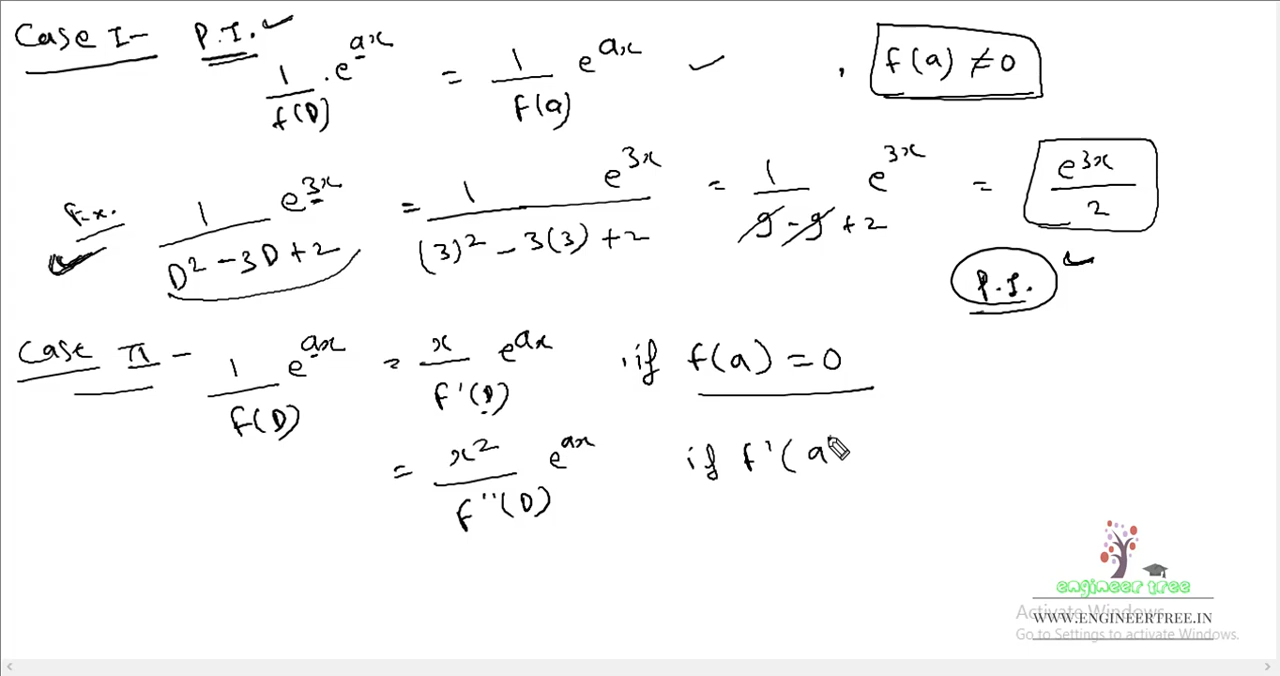 Case I - P.I.
1/f(D) . e^ax = 1/f(a) e^ax , f(a) ≠ 0
Ex. 1/(D² - 3D + 2) e^3x = 1/((3)² - 3(3) + 2) e^3x = 1/(9 - 9 + 2) e^3x = e^3x/2
P.I.
Case II - 1/f(D) e^ax = x/f'(D) e^ax , if f(a) = 0
= x²/f''(D) e^ax if f'(a
engineer tree
WWW.ENGINEERTREE.IN
Activate Windows
Go to Settings to activate Windows.